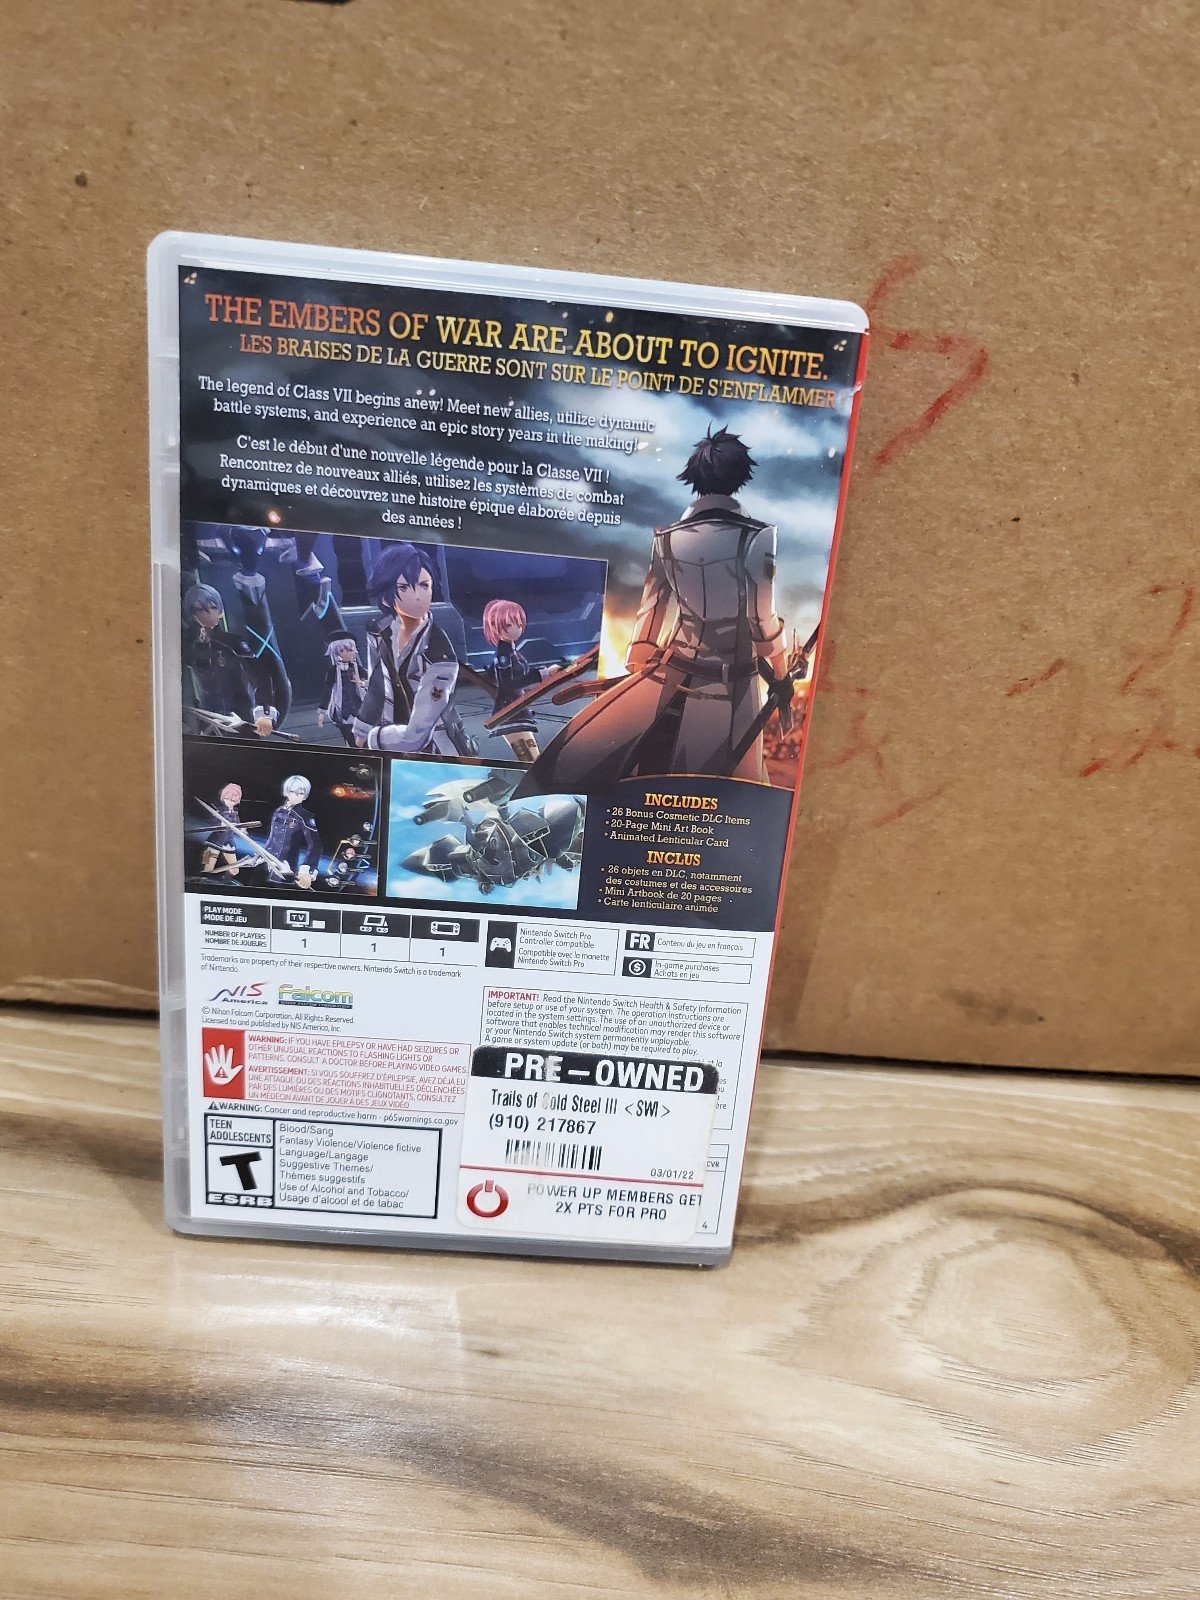 THE EMBERS OF WAR ARE ABOUT TO IGNITE.
LES BRAISES DE LA GUERRE SONT SUR LE POINT DE S'ENFLAMMER
The legend of Class VII begins anew! Meet new allies, utilize dynamic
battle systems, and experience an epic story years in the making!
C'est le début d'une nouvelle légende pour la Classe VII !
Rencontrez de nouveaux alliés, utilisez les systèmes de combat
dynamiques et découvrez une histoire épique élaborée depuis
des années !
INCLUDES
• 26 Bonus Cosmetic DLC Items
• 20-Page Mini Art Book
• Animated Lenticular Card
INCLUS
• 26 objets en DLC, notamment
des costumes et des accessoires
• Mini Artbook de 20 pages
• Carte lenticulaire animée
PLAY MODE
MODE DE JEU
TV
NUMBER OF PLAYERS
NOMBRE DE JOUEURS
1
1
1
Nintendo Switch Pro
Controller compatible
Compatible avec la manette
Nintendo Switch Pro
FR Contenu du jeu en français
In-game purchases
Achats en jeu
Trademarks are property of their respective owners. Nintendo Switch is a trademark
of Nintendo.
NIS
America
Falcom
© Nihon Falcom Corporation. All Rights Reserved.
Licensed to and published by NIS America, Inc.
IMPORTANT! Read the Nintendo Switch Health & Safety Information
before setup or use of your system. The operation instructions are
located in the system settings. The use of an unauthorized device or
software that enables technical modification may render this software
or your Nintendo Switch system permanently unplayable.
A game or system update (or both) may be required to play.
WARNING: IF YOU HAVE EPILEPSY OR HAVE HAD SEIZURES OR
OTHER UNUSUAL REACTIONS TO FLASHING LIGHTS OR
PATTERNS, CONSULT A DOCTOR BEFORE PLAYING VIDEO GAMES.
AVERTISSEMENT: SI VOUS SOUFFREZ D'ÉPILEPSIE, AVEZ DÉJÀ EU
UNE ATTAQUE OU DES RÉACTIONS INHABITUELLES DÉCLENCHÉES
PAR DES LUMIÈRES OU DES MOTIFS CLIGNOTANTS, CONSULTEZ
UN MÉDECIN AVANT DE JOUER À DES JEUX VIDÉO.
WARNING: Cancer and reproductive harm - p65warnings.ca.gov
TEEN
ADOLESCENTS
T
ESRB
Blood/Sang
Fantasy Violence/Violence fictive
Language/Langage
Suggestive Themes/
Thèmes suggestifs
Use of Alcohol and Tobacco/
Usage d'alcool et de tabac
PRE-OWNED
Trails of Cold Steel III <SWI>
(910) 217867
03/01/22
POWER UP MEMBERS GET
2X PTS FOR PRO
CVR
4